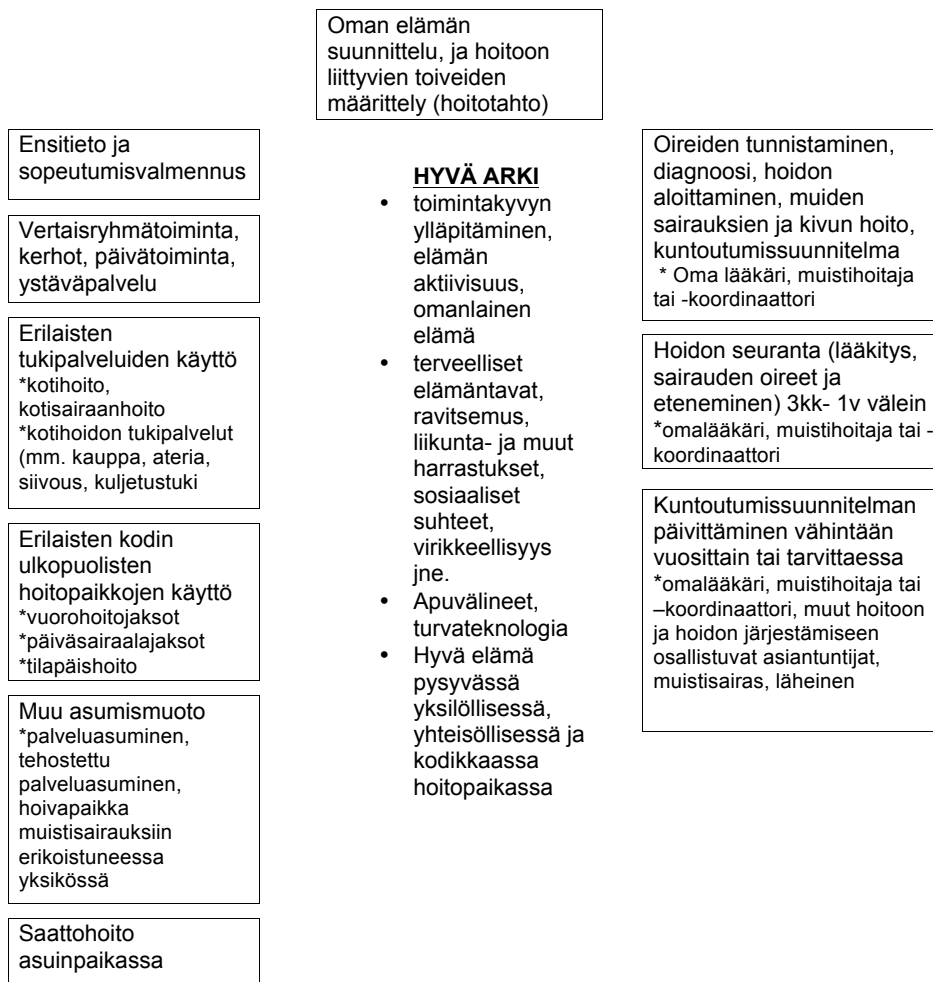 Oman elämän
suunnittelu, ja hoitoon
liittyvien toiveiden
määrittely (hoitotahto)
Ensitieto ja
sopeutumisvalmennus
Vertaisryhmätoiminta,
kerhot, päivätoiminta,
ystäväpalvelu
Erilaisten
tukipalveluiden käyttö
*kotihoito,
kotisairaanhoito
*kotihoidon tukipalvelut
(mm. kauppa, ateria,
siivous, kuljetustuki
Erilaisten kodin
ulkopuolisten
hoitopaikkojen käyttö
*vuorohoitojaksot
*päiväsairaalajaksot
*tilapäishoito
Muu asumismuoto
*palveluasuminen,
tehostettu
palveluasuminen,
hoivapaikka
muistisairauksiin
erikoistuneessa
yksikössä
Saattohoito
asuinpaikassa
HYVÄ ARKI
• toimintakyvyn
ylläpitäminen,
elämän
aktiivisuus,
omanlainen
elämä
• terveelliset
elämäntavat,
ravitsemus,
liikunta- ja muut
harrastukset,
sosiaaliset
suhteet,
virikkeellisyys
jne.
• Apuvälineet,
turvateknologia
• Hyvä elämä
pysyvässä
yksilöllisessä,
yhteisöllisessä ja
kodikkaassa
hoitopaikassa
Oireiden tunnistaminen,
diagnoosi, hoidon
aloittaminen, muiden
sairauksien ja kivun hoito,
kuntoutumissuunnitelma
* Oma lääkäri, muistihoitaja
tai -koordinaattori
Hoidon seuranta (lääkitys,
sairauden oireet ja
eteneminen) 3kk- 1v välein
*omalääkäri, muistihoitaja tai -
koordinaattori
Kuntoutumissuunnitelman
päivittäminen vähintään
vuosittain tai tarvittaessa
*omalääkäri, muistihoitaja tai
–koordinaattori, muut hoitoon
ja hoidon järjestämiseen
osallistuvat asiantuntijat,
muistisairas, läheinen